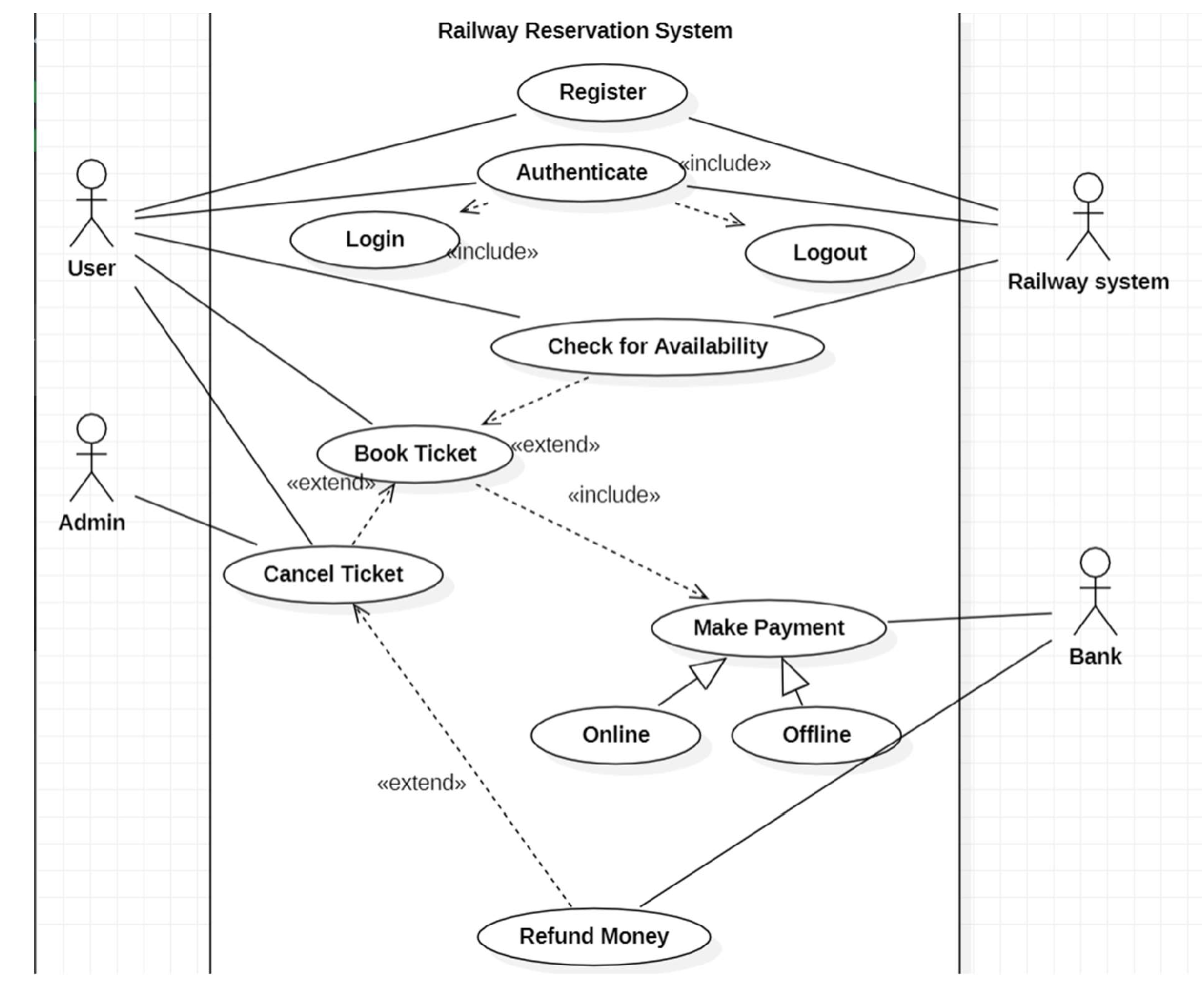 Railway Reservation System
Register
Authenticate
«include»
Login
«include»
Logout
User
Railway system
Check for Availability
Book Ticket
«extend»
«extend»
«include»
Admin
Cancel Ticket
Make Payment
Bank
Online
Offline
«extend»
Refund Money